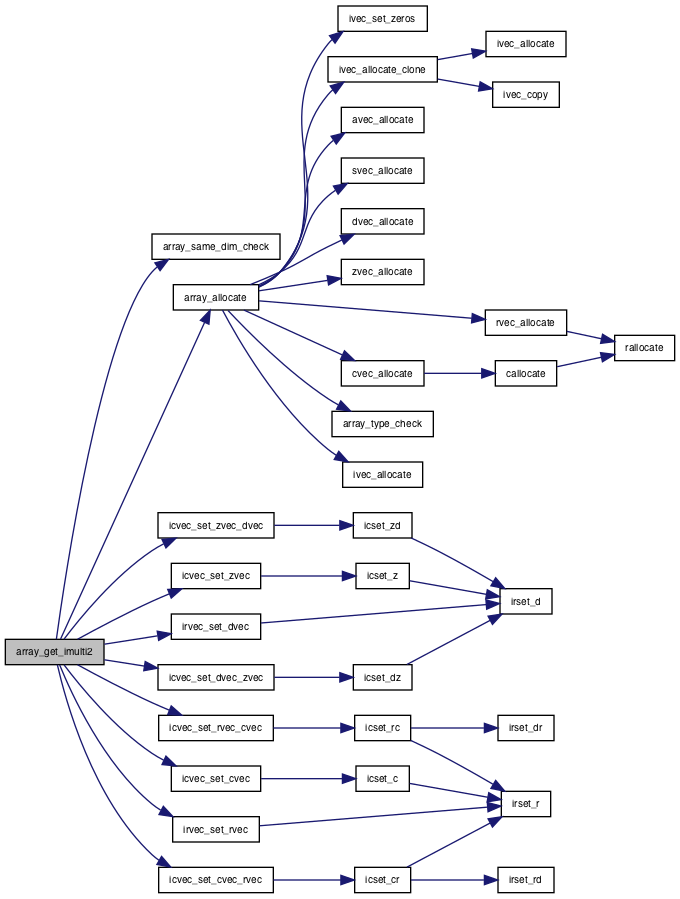 ivec_set_zeros
ivec_allocate
ivec_allocate_clone
ivec_copy
avec_allocate
svec_allocate
dvec_allocate
array_same_dim_check
zvec_allocate
array_allocate
rvec_allocate
rallocate
cvec_allocate
callocate
array_type_check
ivec_allocate
icvec_set_zvec_dvec
icset_zd
icvec_set_zvec
icset_z
irset_d
irvec_set_dvec
array_get_imulti2
icvec_set_dvec_zvec
icset_dz
icvec_set_rvec_cvec
icset_rc
irset_dr
icvec_set_cvec
icset_c
irset_r
irvec_set_rvec
icvec_set_cvec_rvec
icset_cr
irset_rd